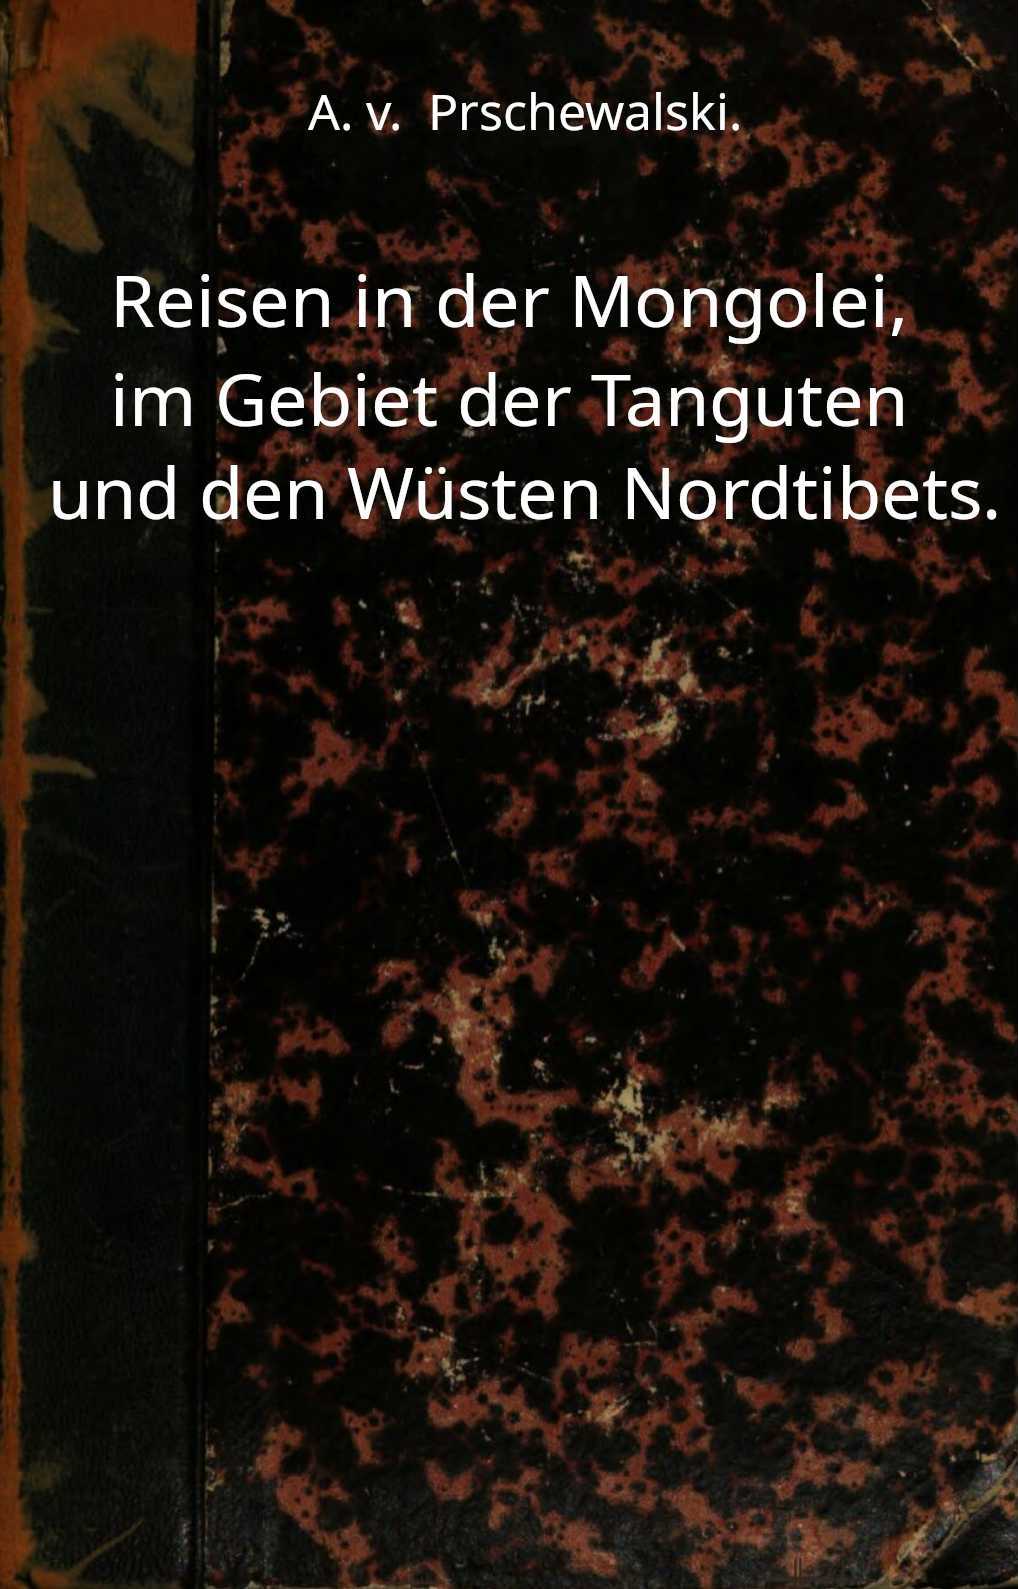 A. v. Prschewalski.
Reisen in der Mongolei,
im Gebiet der Tanguten
und den Wüsten Nordtibets.